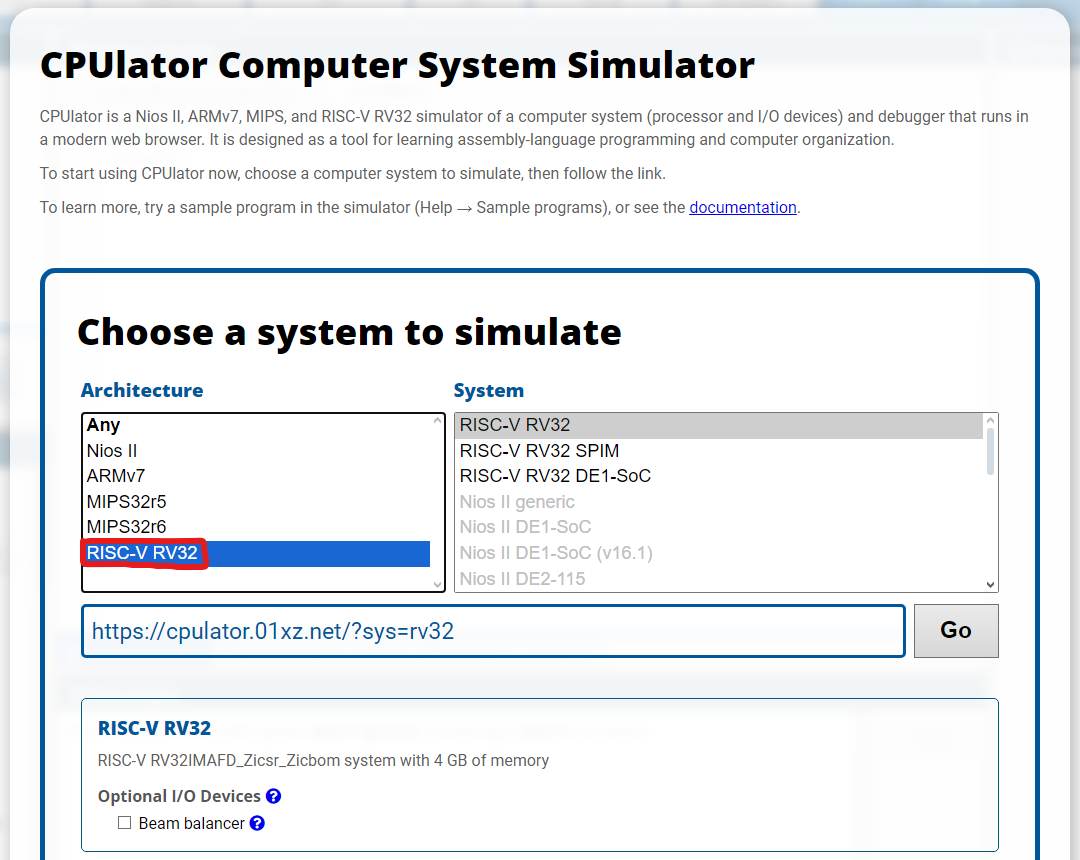 CPUlator Computer System Simulator
CPUlator is a Nios II, ARMv7, MIPS, and RISC-V RV32 simulator of a computer system (processor and I/O devices) and debugger that runs in
a modern web browser. It is designed as a tool for learning assembly-language programming and computer organization.
To start using CPUlator now, choose a computer system to simulate, then follow the link.
To learn more, try a sample program in the simulator (Help → Sample programs), or see the documentation.
Choose a system to simulate
Architecture
Any
Nios II
ARMv7
MIPS32r5
MIPS32r6
RISC-V RV32
System
RISC-V RV32
RISC-V RV32 SPIM
RISC-V RV32 DE1-SoC
Nios II generic
Nios II DE1-SoC
Nios II DE1-SoC (v16.1)
Nios II DE2-115
https://cpulator.01xz.net/?sys=rv32
Go
RISC-V RV32
RISC-V RV32IMAFD_Zicsr_Zicbom system with 4 GB of memory
Optional I/O Devices ?
Beam balancer ?